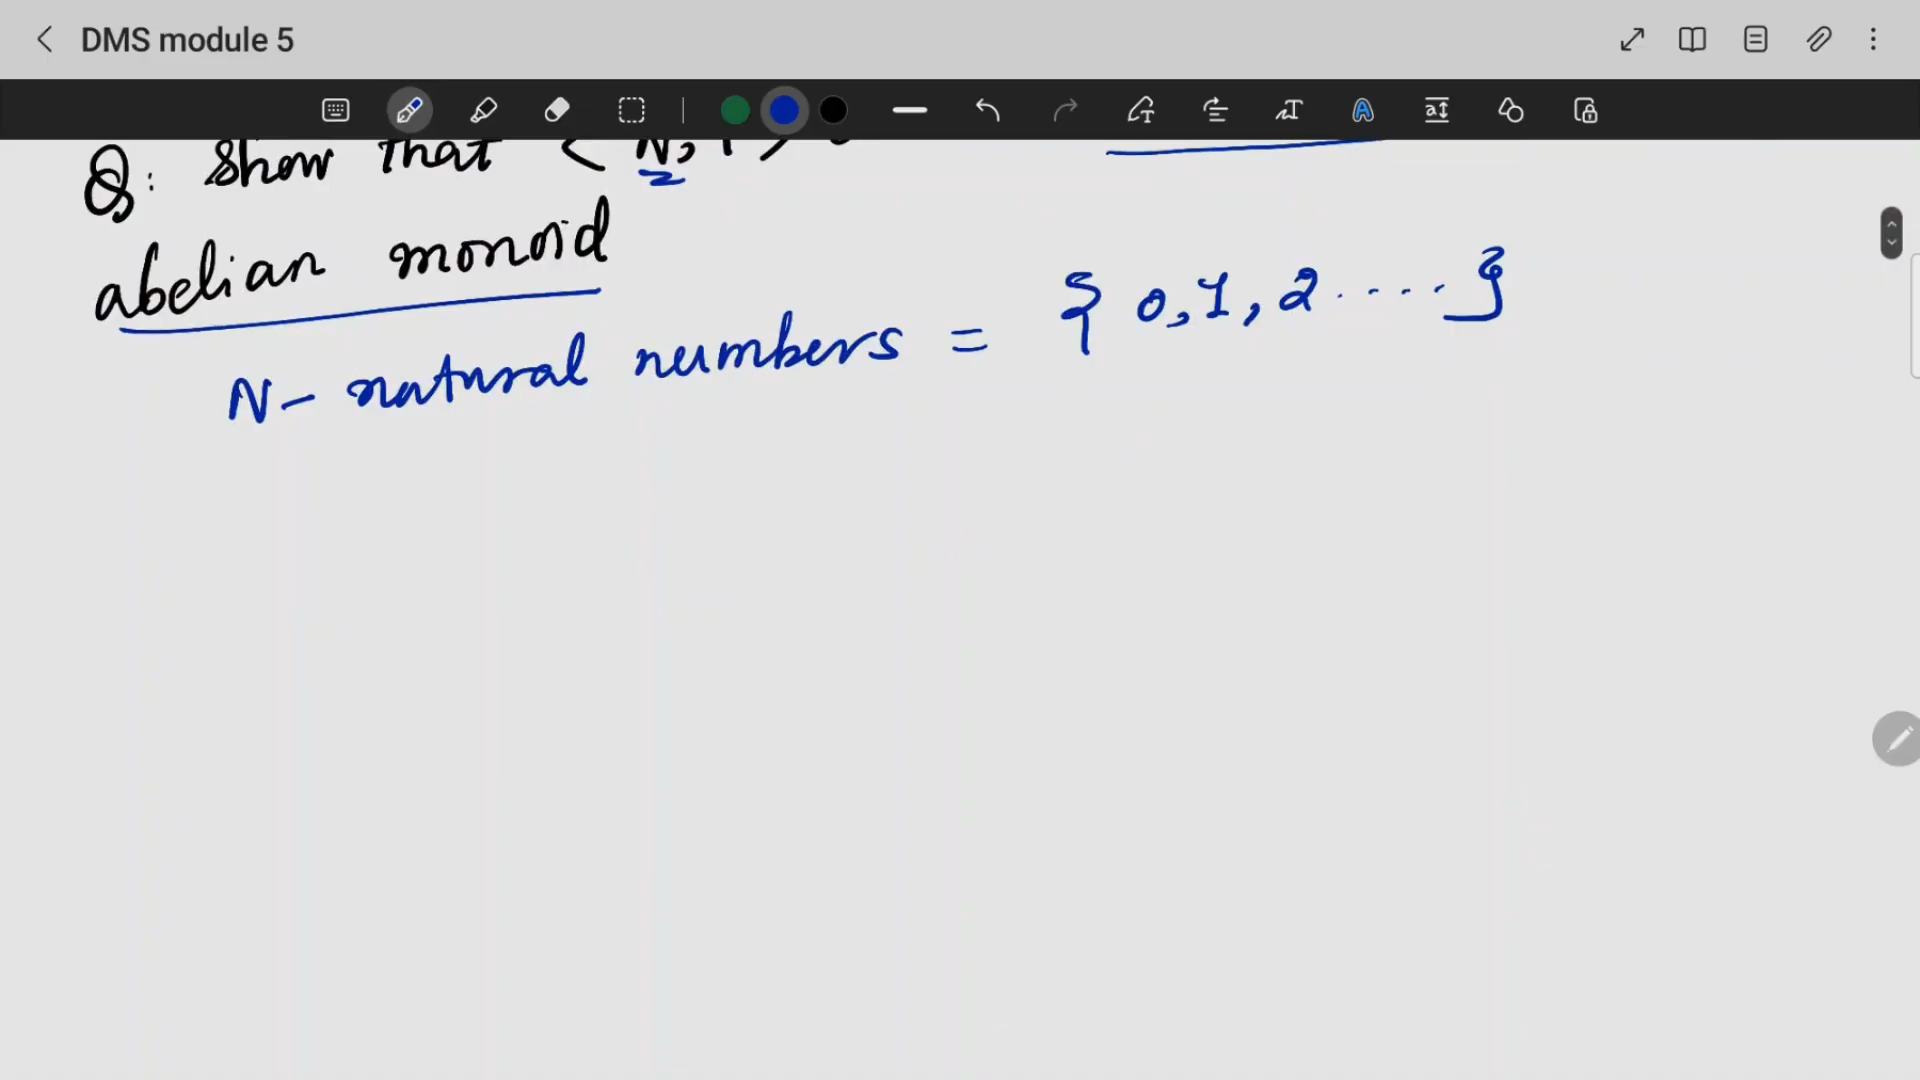 DMS module 5
Q: Show that < N, + >
abelian monoid
N - natural numbers = { 0, 1, 2 ..... }